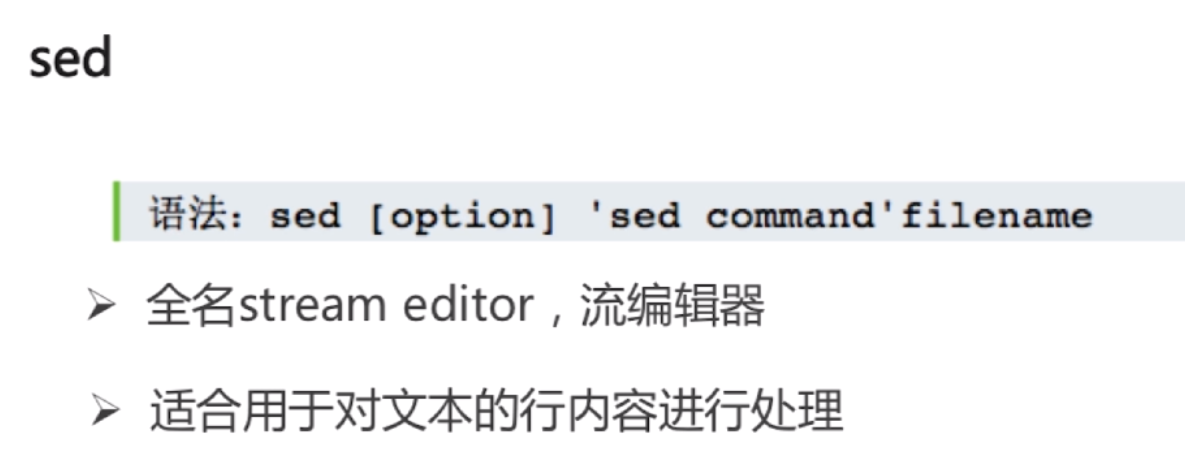 sed
语法：sed [option] 'sed command'filename
全名stream editor，流编辑器
适合用于对文本的行内容进行处理